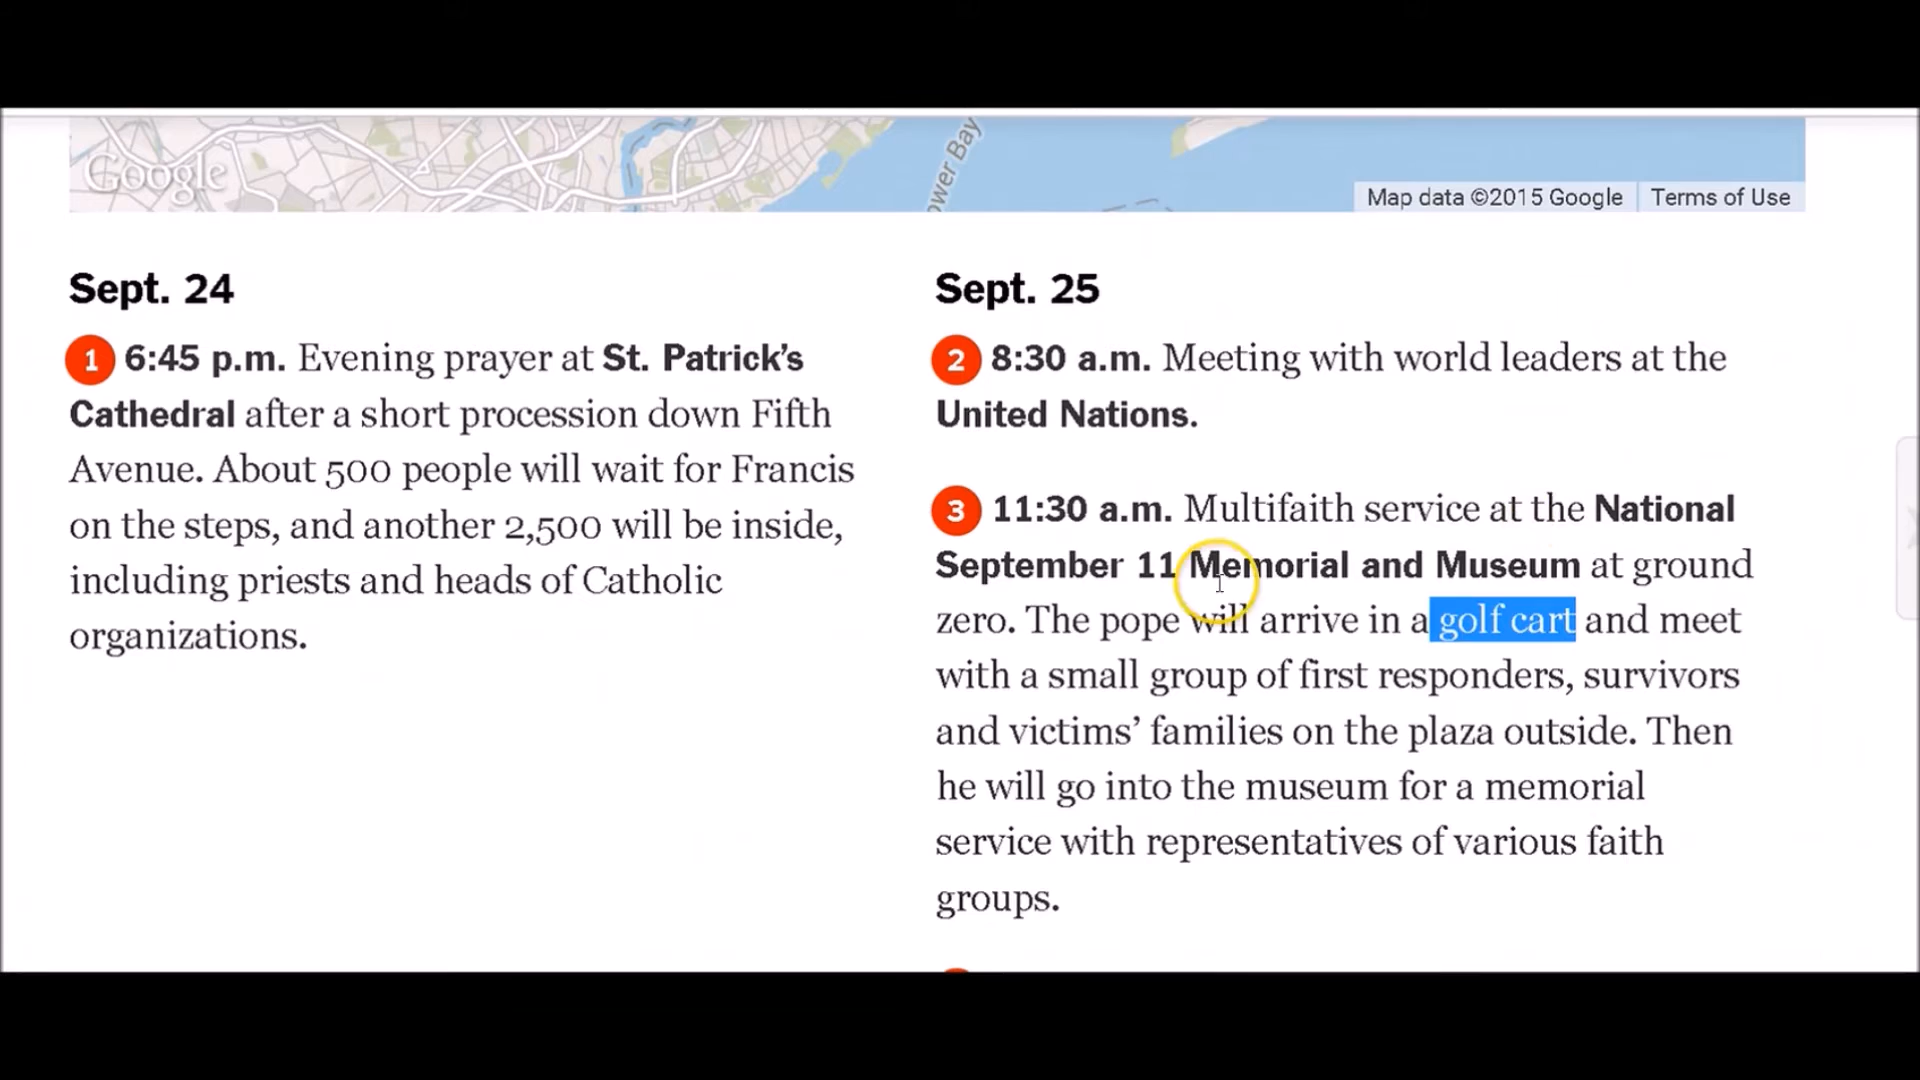 Google
ower Bay
Map data ©2015 Google
Terms of Use
Sept. 24
1 6:45 p.m. Evening prayer at St. Patrick’s
Cathedral after a short procession down Fifth
Avenue. About 500 people will wait for Francis
on the steps, and another 2,500 will be inside,
including priests and heads of Catholic
organizations.
Sept. 25
2 8:30 a.m. Meeting with world leaders at the
United Nations.
3 11:30 a.m. Multifaith service at the National
September 11 Memorial and Museum at ground
zero. The pope will arrive in a golf cart and meet
with a small group of first responders, survivors
and victims’ families on the plaza outside. Then
he will go into the museum for a memorial
service with representatives of various faith
groups.